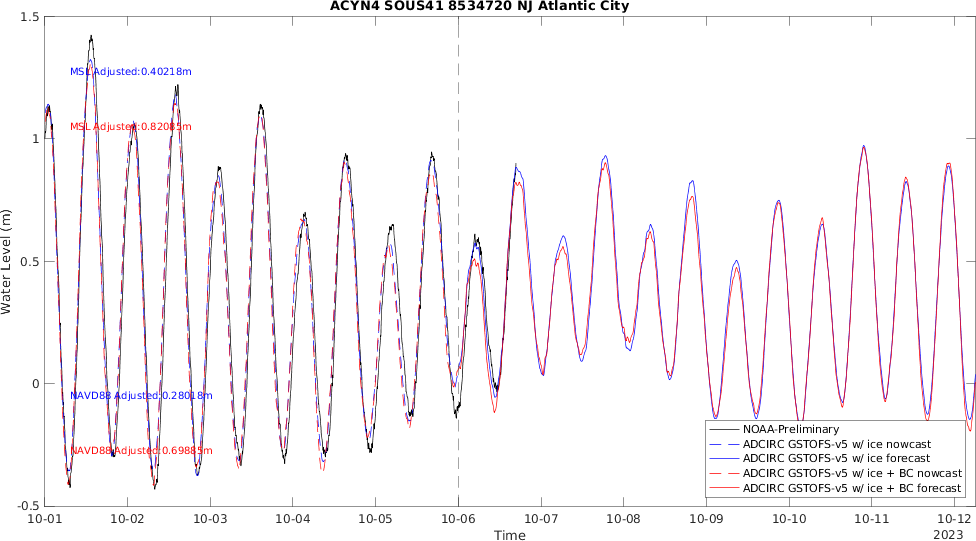 ACYN4 SOUS41 8534720 NJ Atlantic City
1.5
1
0.5
0
-0.5
Water Level (m)
MSL Adjusted:0.40218m
MSL Adjusted:0.82085m
NAVD88 Adjusted:0.28018m
NAVD88 Adjusted:0.69885m
NOAA-Preliminary
ADCIRC GSTOFS-v5 w/ ice nowcast
ADCIRC GSTOFS-v5 w/ ice forecast
ADCIRC GSTOFS-v5 w/ ice + BC nowcast
ADCIRC GSTOFS-v5 w/ ice + BC forecast
10-01 10-02 10-03 10-04 10-05 10-06 10-07 10-08 10-09 10-10 10-11 10-12
Time
2023